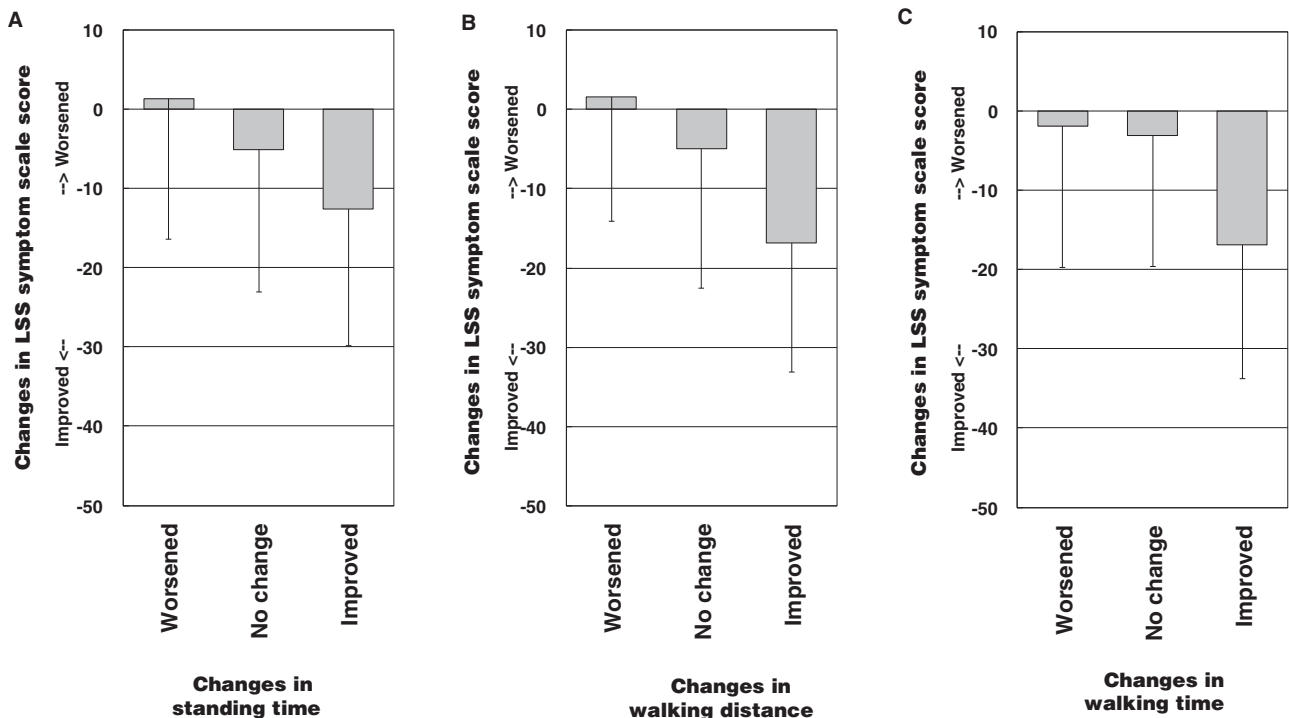 A
Changes in LSS symptom scale score
Improved <-- --> Worsened
10
0
-10
-20
-30
-40
-50
Worsened
No change
Improved
Changes in
standing time
B
Changes in LSS symptom scale score
Improved <-- --> Worsened
10
0
-10
-20
-30
-40
-50
Worsened
No change
Improved
Changes in
walking distance
C
Changes in LSS symptom scale score
Improved <-- --> Worsened
10
0
-10
-20
-30
-40
-50
Worsened
No change
Improved
Changes in
walking time